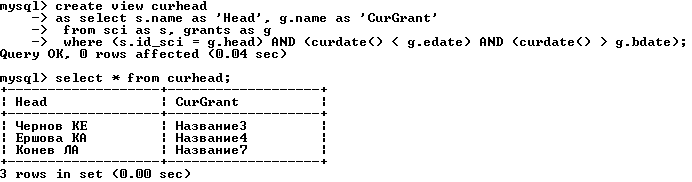 mysql> create view curhead
-> as select s.name as 'Head', g.name as 'CurGrant'
-> from sci as s, grants as g
-> where (s.id_sci = g.head) AND (curdate() < g.edate) AND (curdate() > g.bdate);
Query OK, 0 rows affected (0.04 sec)
mysql> select * from curhead;
+--------------------+--------------------+
| Head | CurGrant |
+--------------------+--------------------+
| Чернов КЕ | Название3 |
| Ершова КА | Название4 |
| Конев ЛА | Название7 |
+--------------------+--------------------+
3 rows in set (0.00 sec)